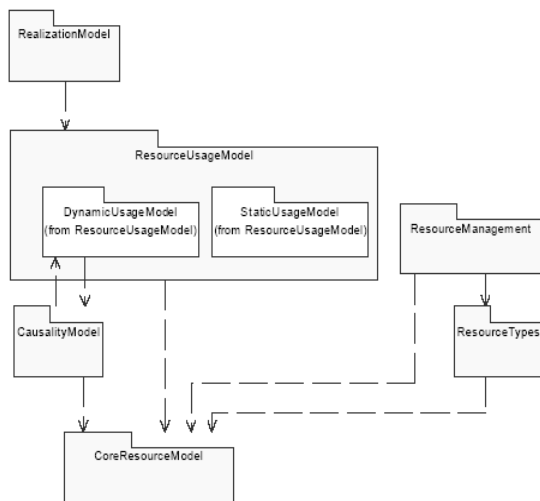 RealizationModel
ResourceUsageModel
DynamicUsageModel
(from ResourceUsageModel)
StaticUsageModel
(from ResourceUsageModel)
ResourceManagement
CausalityModel
ResourceTypes
CoreResourceModel